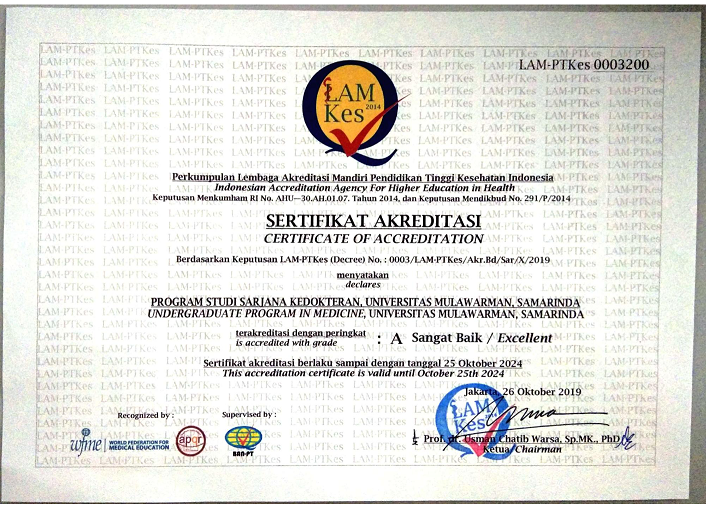 LAM-PTKes 0003200
LAM
Kes
2014
Perkumpulan Lembaga Akreditasi Mandiri Pendidikan Tinggi Kesehatan Indonesia
Indonesian Accreditation Agency For Higher Education in Health
Keputusan Menkumham RI No. AHU—30.AH.01.07. Tahun 2014, dan Keputusan Mendikbud No. 291/P/2014
SERTIFIKAT AKREDITASI
CERTIFICATE OF ACCREDITATION
Berdasarkan Keputusan LAM-PTKes (Decree) No. : 0003/LAM-PTKes/Akr.Bd/Sar/X/2019
menyatakan
declares
PROGRAM STUDI SARJANA KEDOKTERAN, UNIVERSITAS MULAWARMAN, SAMARINDA
UNDERGRADUATE PROGRAM IN MEDICINE, UNIVERSITAS MULAWARMAN, SAMARINDA
terakreditasi dengan peringkat
is accredited with grade
: A Sangat Baik / Excellent
Sertifikat akreditasi berlaku sampai dengan tanggal 25 Oktober 2024
This accreditation certificate is valid until October 25th 2024
Jakarta, 26 Oktober 2019
LAM
Kes
Prof. dr. Usman Chatib Warsa, Sp.MK., PhD
Ketua/Chairman
Recognized by :
Supervised by :
wfme
WORLD FEDERATION FOR
MEDICAL EDUCATION
apqr
BAN-PT